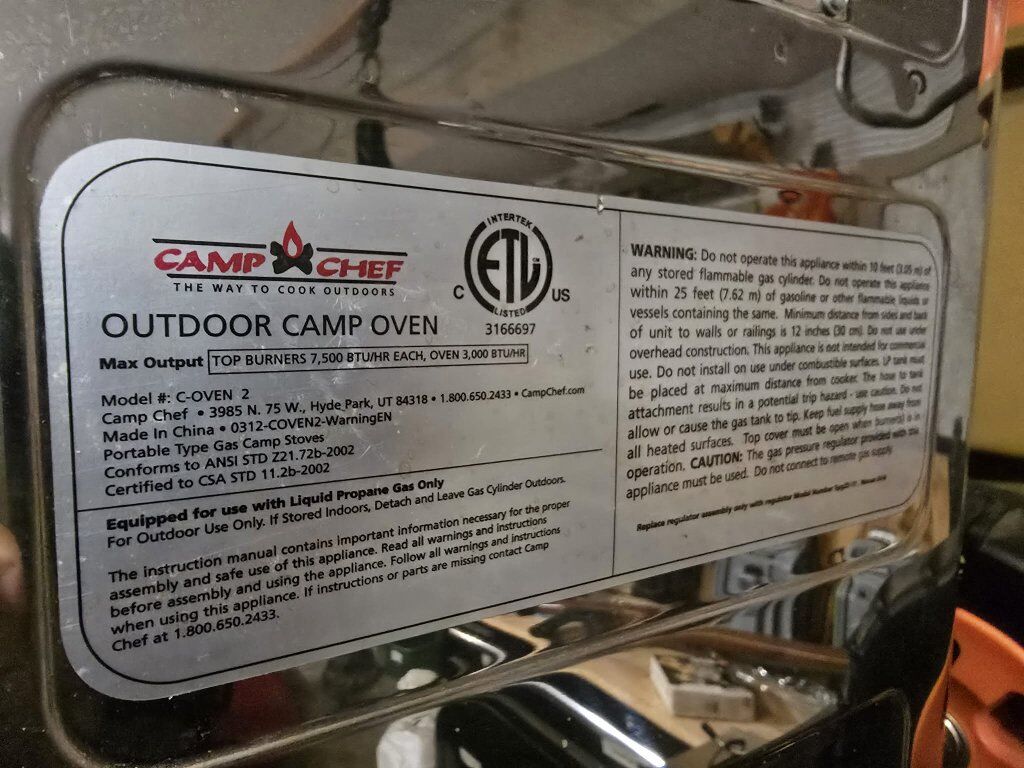 CAMP CHEF
THE WAY TO COOK OUTDOORS
INTERTEK
ETL
CM
LISTED
C US
3166697
OUTDOOR CAMP OVEN
Max Output TOP BURNERS 7,500 BTU/HR EACH, OVEN 3,000 BTU/HR
Model #: C-OVEN 2
Camp Chef • 3985 N. 75 W., Hyde Park, UT 84318 • 1.800.650.2433 • CampChef.com
Made In China • 0312-COVEN2-WarningEN
Portable Type Gas Camp Stoves
Conforms to ANSI STD Z21.72b-2002
Certified to CSA STD 11.2b-2002
Equipped for use with Liquid Propane Gas Only
For Outdoor Use Only. If Stored Indoors, Detach and Leave Gas Cylinder Outdoors.
The instruction manual contains important information necessary for the proper
assembly and safe use of this appliance. Read all warnings and instructions
before assembly and using the appliance. Follow all warnings and instructions
when using this appliance. If instructions or parts are missing contact Camp
Chef at 1.800.650.2433.
WARNING: Do not operate this appliance within 10 feet (3.05 m) of
any stored flammable gas cylinder. Do not operate this appliance
within 25 feet (7.62 m) of gasoline or other flammable liquids or
vessels containing the same. Minimum distance from sides and back
of unit to walls or railings is 12 inches (30 cm). Do not use under
overhead construction. This appliance is not intended for commercial
use. Do not install on or use under combustible surfaces. LP tank must
be placed at maximum distance from cooker. The hose to tank
attachment results in a potential trip hazard - use caution. Do not
allow or cause the gas tank to tip. Keep fuel supply hose away from
all heated surfaces. Top cover must be open when burner(s) is in
operation. CAUTION: The gas pressure regulator provided with this
appliance must be used. Do not connect to remote gas supply.
Replace regulator assembly only with regulator Model Number